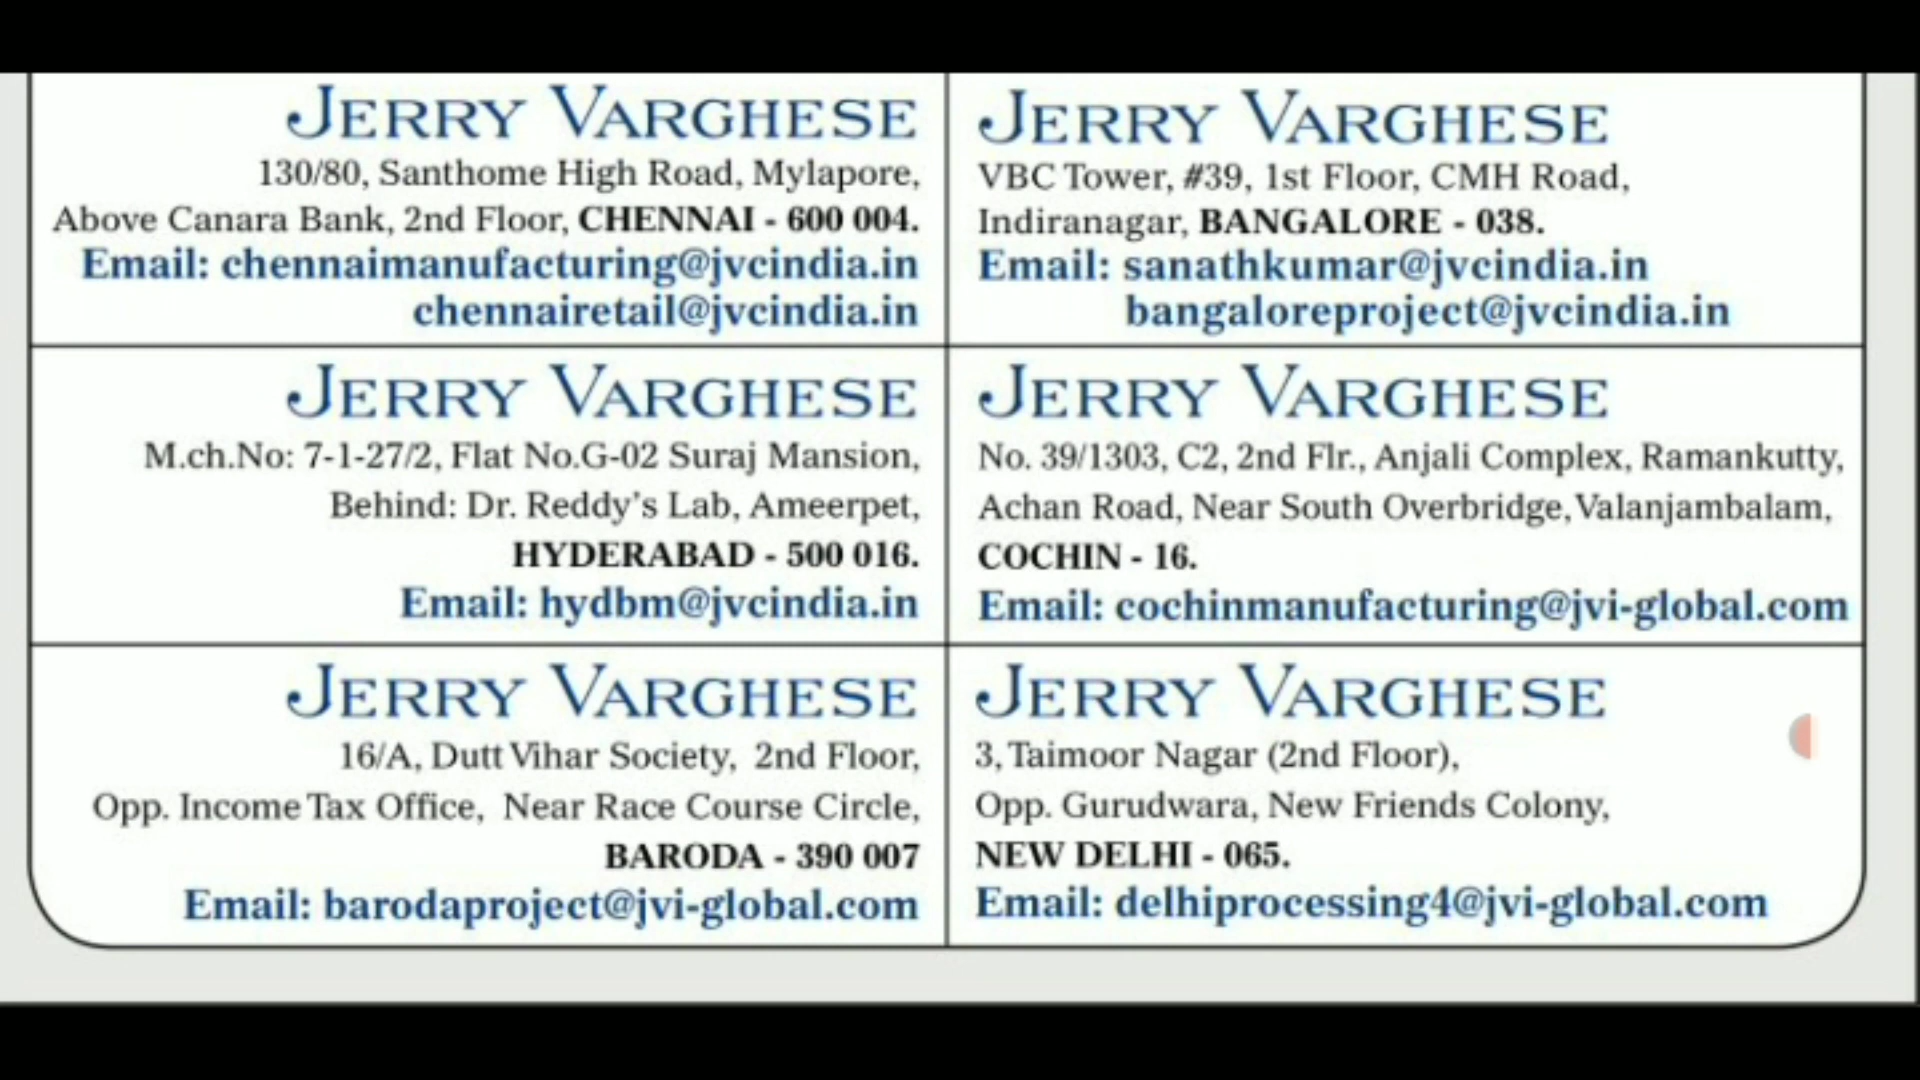 JERRY VARGHESE
130/80, Santhome High Road, Mylapore,
Above Canara Bank, 2nd Floor, CHENNAI - 600 004.
Email: chennaimanufacturing@jvcindia.in
chennairetail@jvcindia.in
JERRY VARGHESE
VBC Tower, #39, 1st Floor, CMH Road,
Indiranagar, BANGALORE - 038.
Email: sanathkumar@jvcindia.in
bangaloreproject@jvcindia.in
JERRY VARGHESE
M.ch.No: 7-1-27/2, Flat No.G-02 Suraj Mansion,
Behind: Dr. Reddy's Lab, Ameerpet,
HYDERABAD - 500 016.
Email: hydbm@jvcindia.in
JERRY VARGHESE
No. 39/1303, C2, 2nd Flr., Anjali Complex, Ramankutty,
Achan Road, Near South Overbridge, Valanjambalam,
COCHIN - 16.
Email: cochinmanufacturing@jvi-global.com
JERRY VARGHESE
16/A, Dutt Vihar Society, 2nd Floor,
Opp. Income Tax Office, Near Race Course Circle,
BARODA - 390 007
Email: barodaproject@jvi-global.com
JERRY VARGHESE
3, Taimoor Nagar (2nd Floor),
Opp. Gurudwara, New Friends Colony,
NEW DELHI - 065.
Email: delhiprocessing4@jvi-global.com